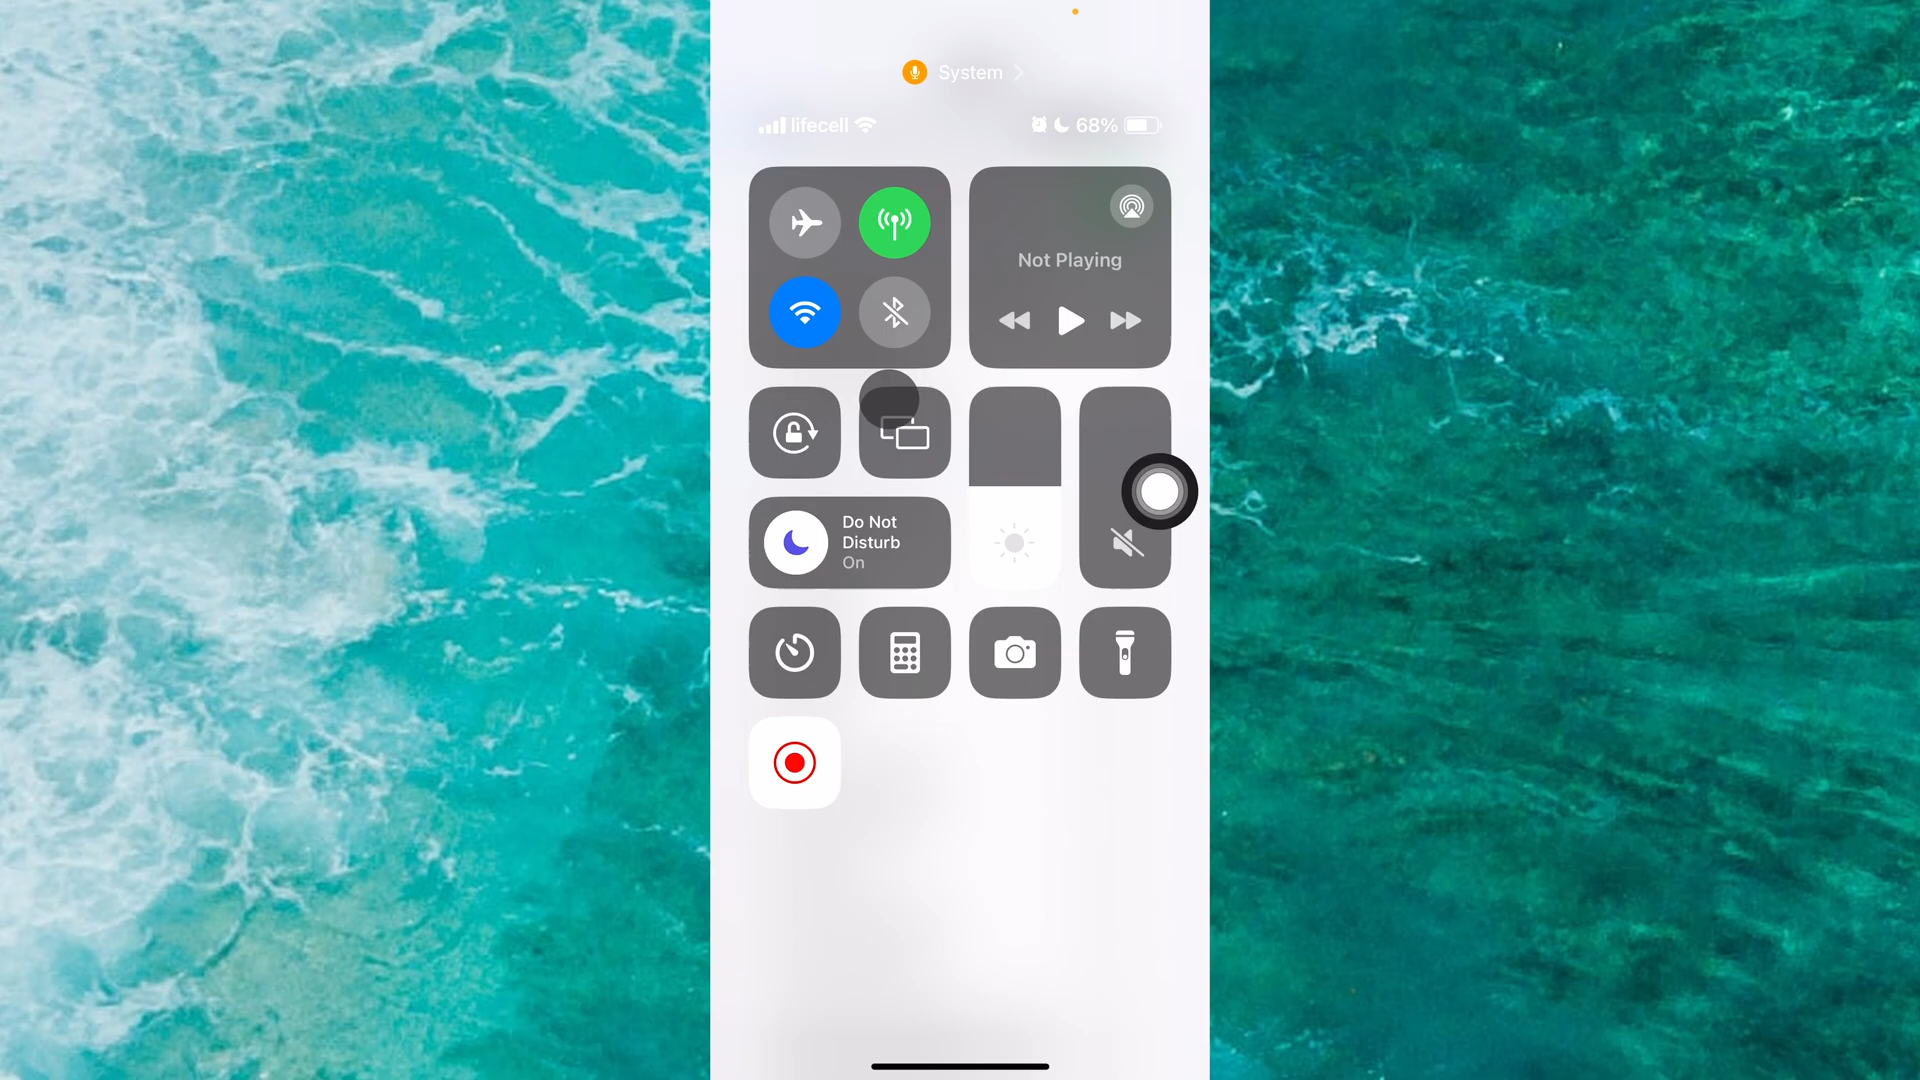 System
lifecell
68%
Not Playing
Do Not
Disturb
On